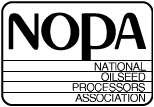 NOPA
NATIONAL
OILSEED
PROCESSORS
ASSOCIATION